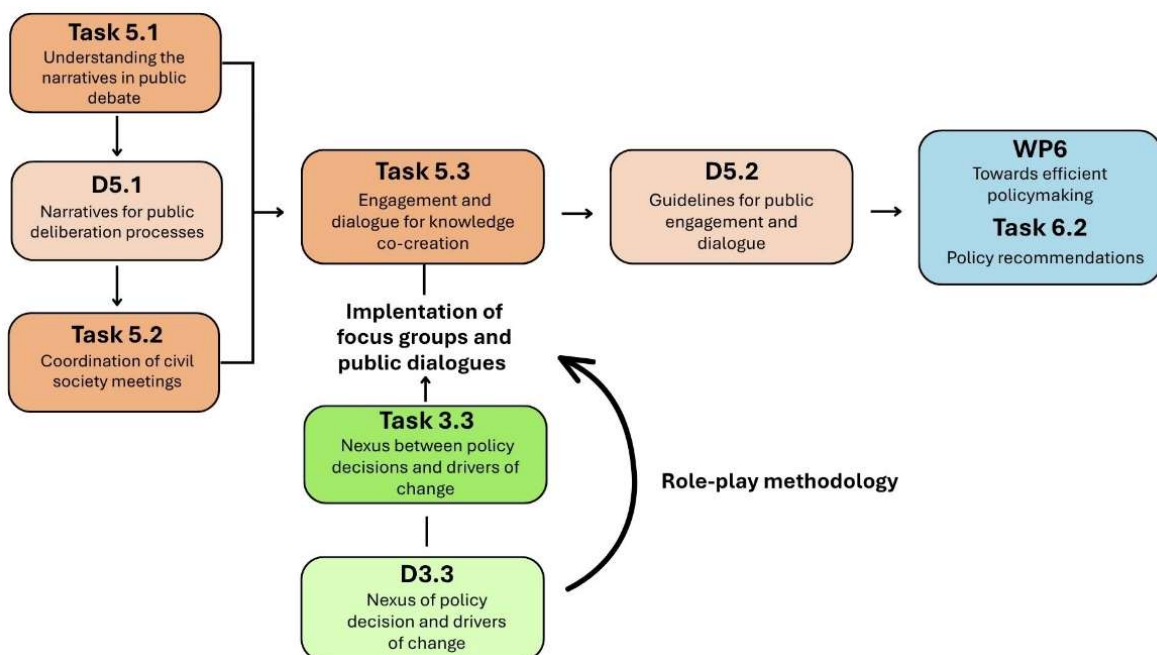 Task 5.1
Understanding the
narratives in public
debate
D5.1
Narratives for public
deliberation processes
Task 5.2
Coordination of civil
society meetings
Task 5.3
Engagement and
dialogue for knowledge
co-creation
D5.2
Guidelines for public
engagement and
dialogue
WP6
Towards efficient
policymaking
Task 6.2
Policy recommendations
Implentation of
focus groups and
public dialogues
Task 3.3
Nexus between policy
decisions and drivers of
change
Role-play methodology
D3.3
Nexus of policy
decision and drivers
of change